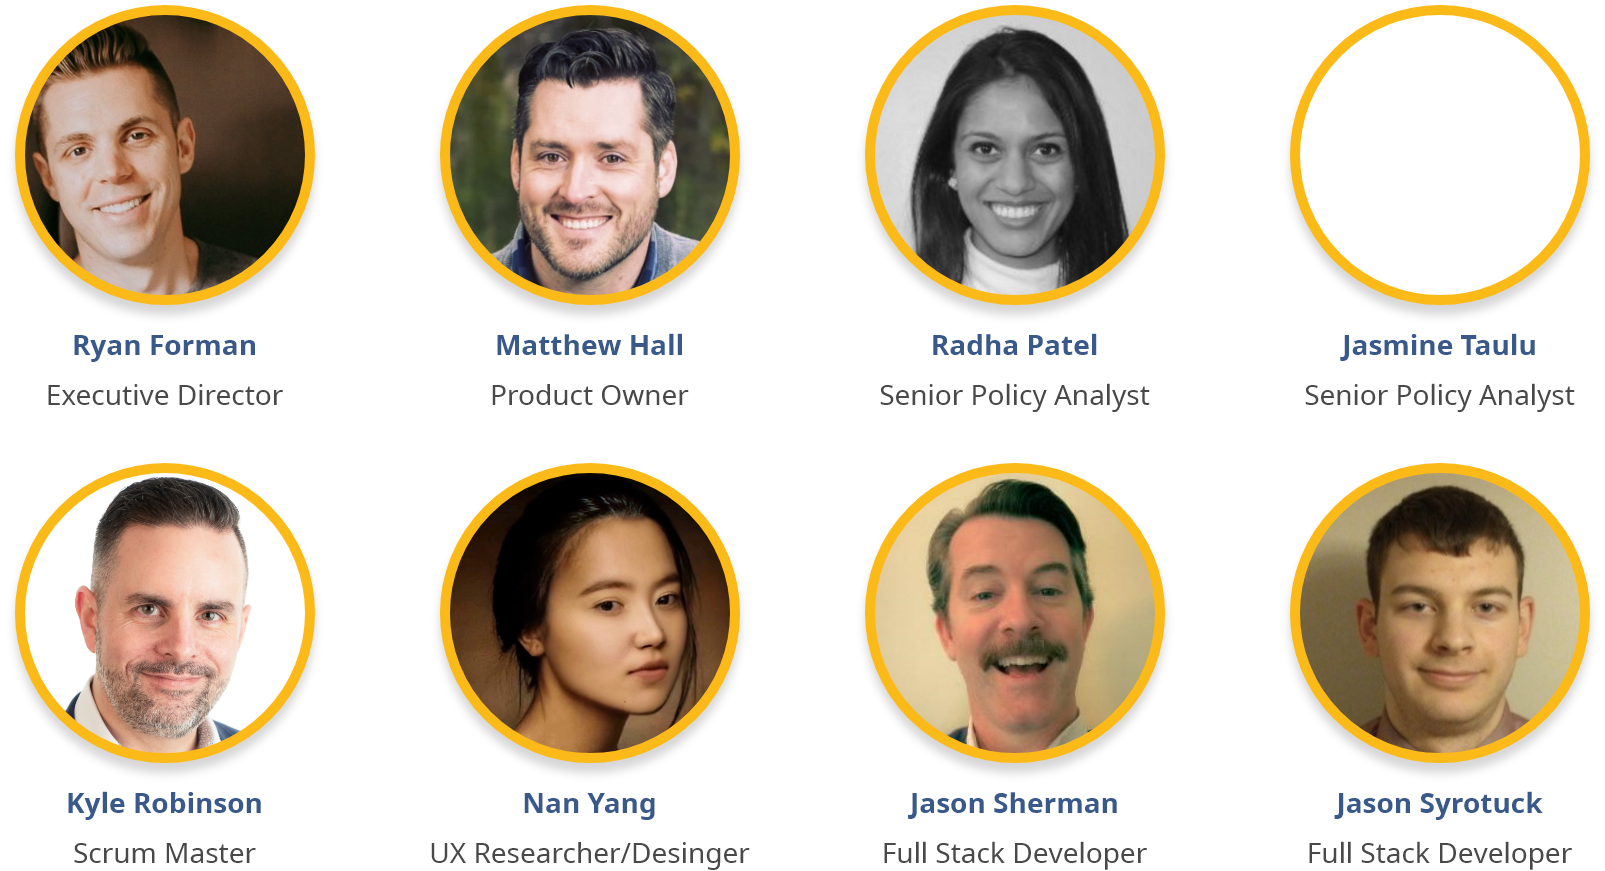 Ryan Forman
Matthew Hall
Radha Patel
Jasmine Taulu
Executive Director
Product Owner
Senior Policy Analyst
Senior Policy Analyst
Kyle Robinson
Nan Yang
Jason Sherman
Jason Syrotuck
Scrum Master
UX Researcher/Desinger
Full Stack Developer
Full Stack Developer